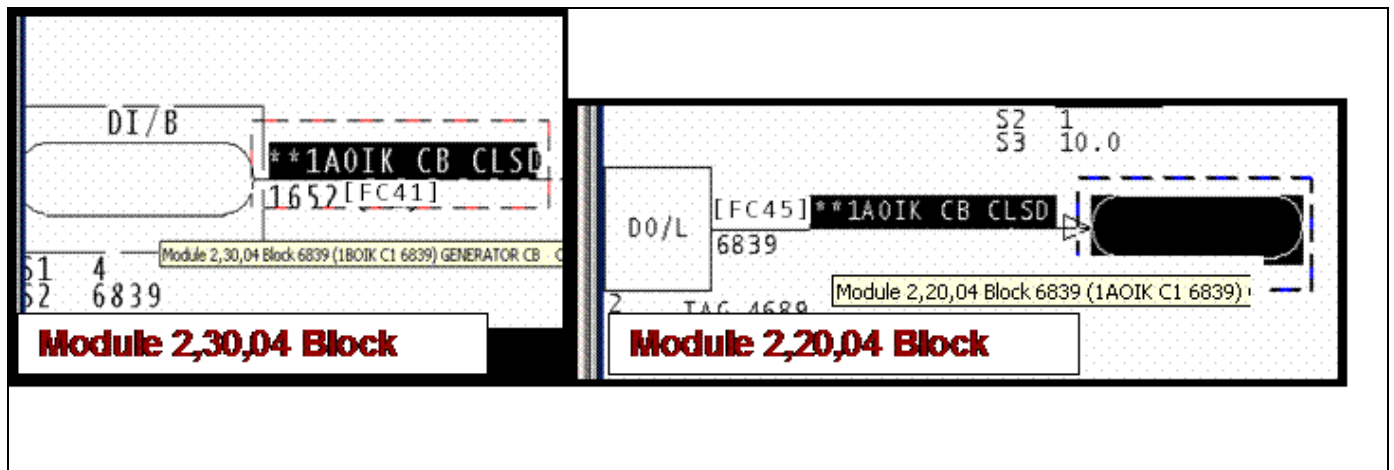 DI/B
**1A0IK CB CLSD
1652[FC41]
Module 2,30,04 Block 6839 (1BOIK C1 6839) GENERATOR CB
S1 4
S2 6839
Module 2,30,04 Block
S2 1
S3 10.0
DO/L
[FC45]**1A0IK CB CLSD
6839
Module 2,20,04 Block 6839 (1AOIK C1 6839)
2
TAG 4689
Module 2,20,04 Block